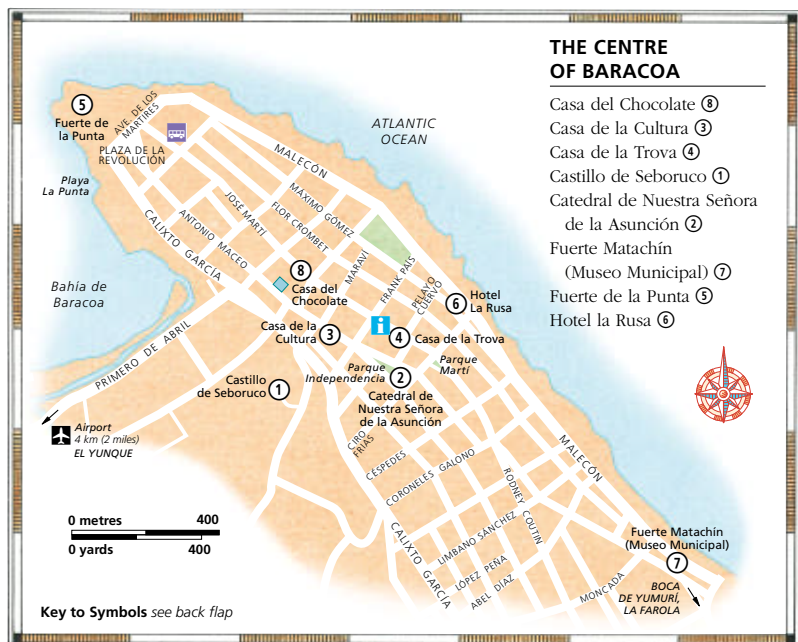 THE CENTRE
OF BARACOA
Casa del Chocolate ⑧
Casa de la Cultura ③
Casa de la Trova ④
Castillo de Seboruco ①
Catedral de Nuestra Señora
de la Asunción ②
Fuerte Matachín
(Museo Municipal) ⑦
Fuerte de la Punta ⑤
Hotel la Rusa ⑥
⑤
Fuerte de
la Punta
AVE. DE LOS
MARTIRES
PLAZA DE LA
REVOLUCIÓN
ATLANTIC
OCEAN
MALECÓN
Playa
La Punta
MÁXIMO GÓMEZ
JOSE MARTÍ
FLOR CROMBET
ANTONIO MACEO
CALIXTO GARCÍA
MARAVI
FRANK PAIS
PELAYO
CUERVO
⑧
Casa del
Chocolate
Bahía de
Baracoa
⑥
Hotel
La Rusa
Casa de la
Cultura
③
i
④
Casa de la Trova
PRIMERO DE ABRIL
Parque
Independencia
②
Parque
Martí
Castillo
de Seboruco
①
Catedral de
Nuestra Señora
de la Asunción
Airport
4 km (2 miles)
EL YUNQUE
CIRO
FRIAS
CÉSPEDES
CORONELES GALONO
RODNEY
COUTIN
MALECÓN
CALIXTO GARCÍA
LIMBANO SÁNCHEZ
LÓPEZ PEÑA
ABEL DÍAZ
MONCADA
Fuerte Matachín
(Museo Municipal)
⑦
BOCA
DE YUMURÍ,
LA FAROLA
0 metres 400
0 yards 400
Key to Symbols see back flap